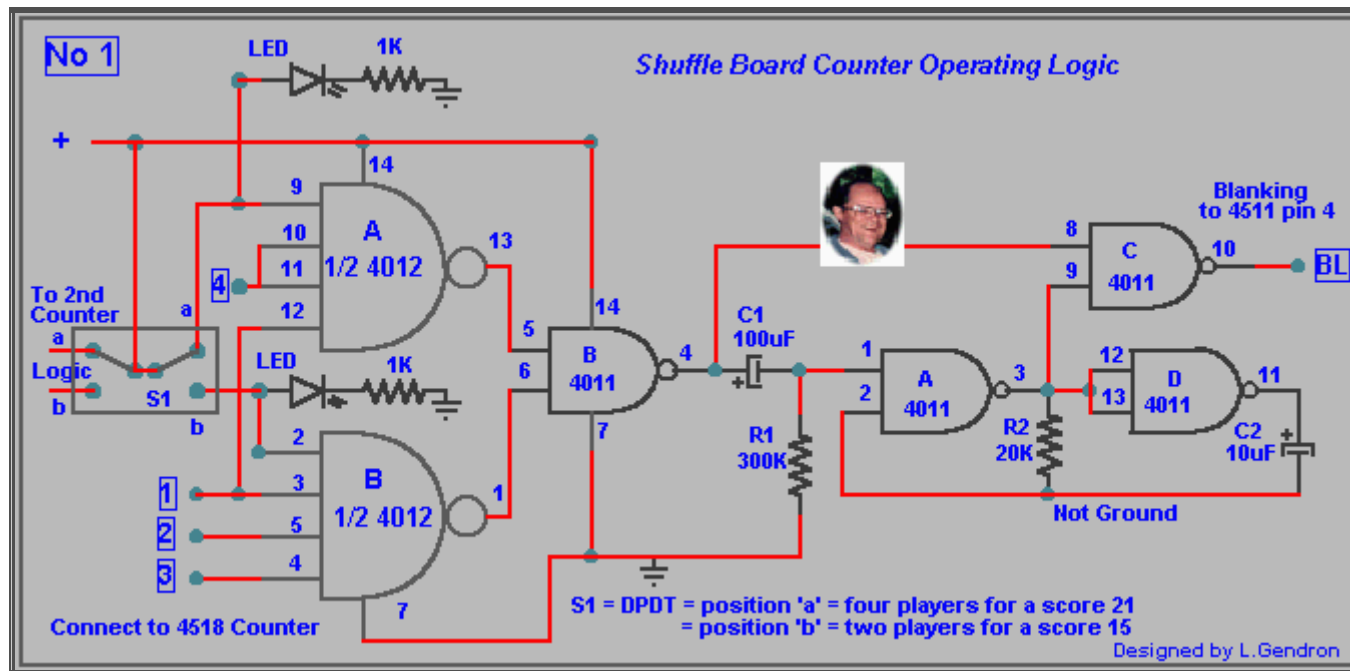 No 1
LED
1K
Shuffle Board Counter Operating Logic
+
14
9
10
11
12
A
1/2 4012
13
4
To 2nd
Counter
a
a
Logic
b
S1
b
LED
1K
2
3
5
4
B
1/2 4012
1
7
1
2
3
Connect to 4518 Counter
14
5
6
B
4011
4
7
C1
100uF
+
R1
300K
1
2
A
4011
3
R2
20K
8
9
C
4011
10
Blanking
to 4511 pin 4
BL
12
13
D
4011
11
C2
10uF
+
Not Ground
S1 = DPDT = position 'a' = four players for a score 21
= position 'b' = two players for a score 15
Designed by L.Gendron